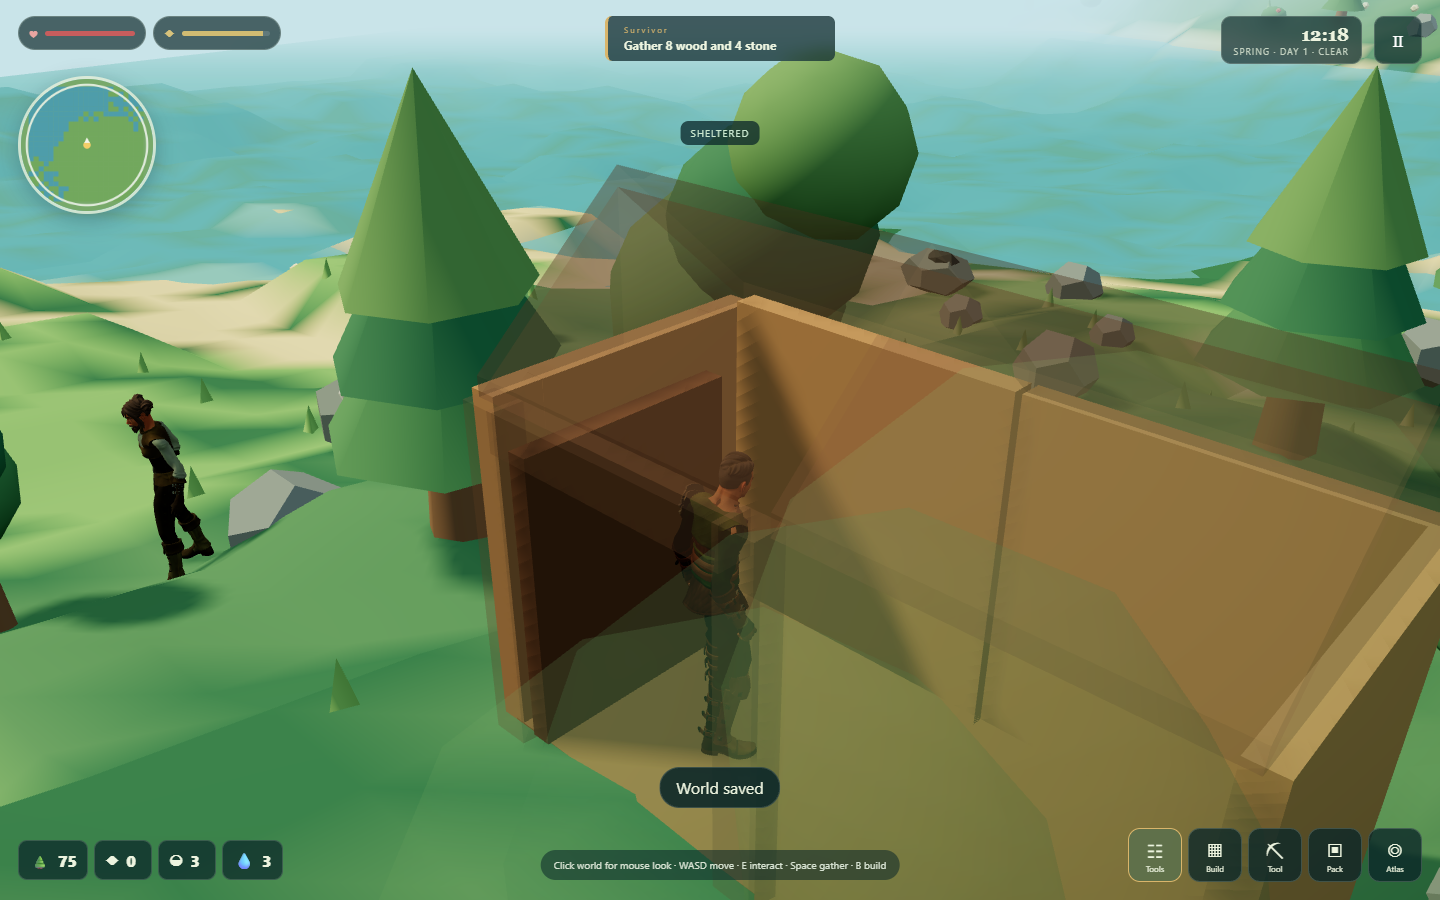 Survivor
Gather 8 wood and 4 stone
12:18
SPRING · DAY 1 · CLEAR
SHELTERED
World saved
75
0
3
3
Click world for mouse look · WASD move · E interact · Space gather · B build
Tools
Build
Tool
Pack
Atlas